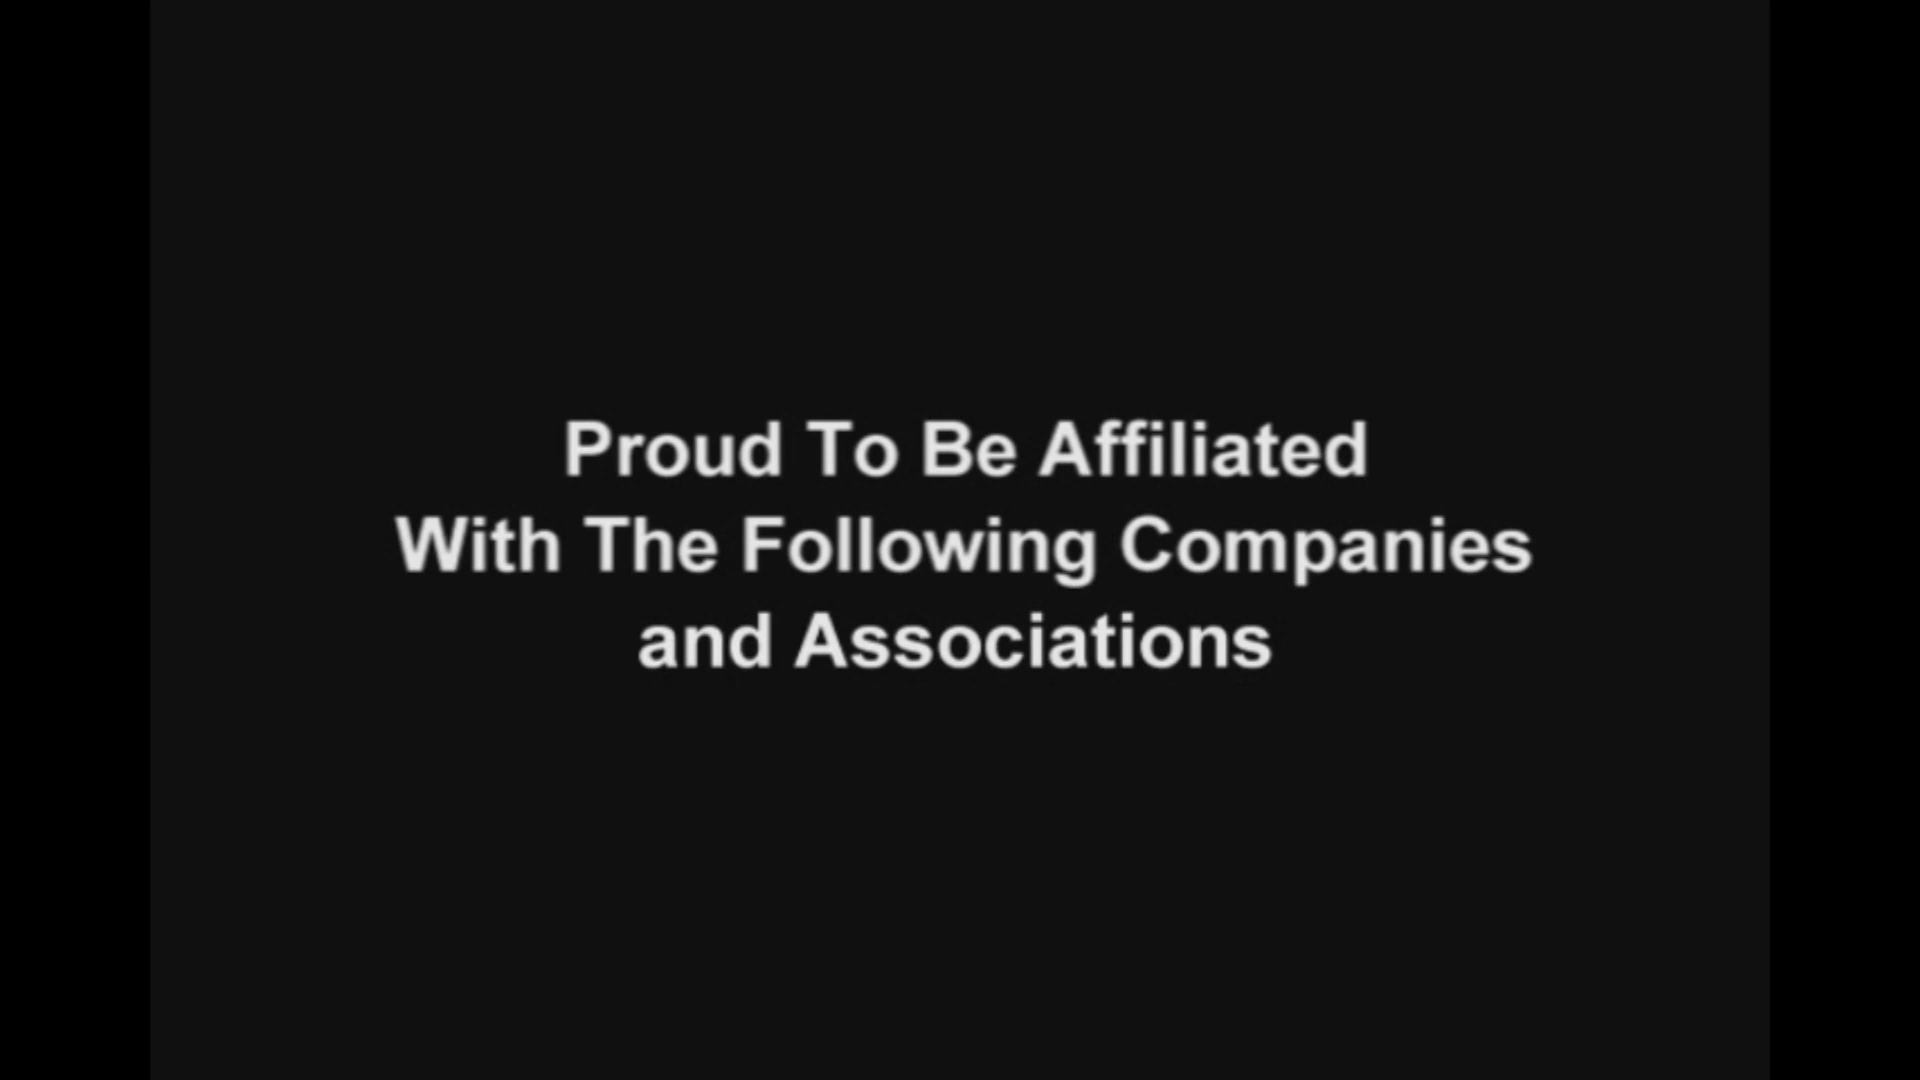 Proud To Be Affiliated
With The Following Companies
and Associations